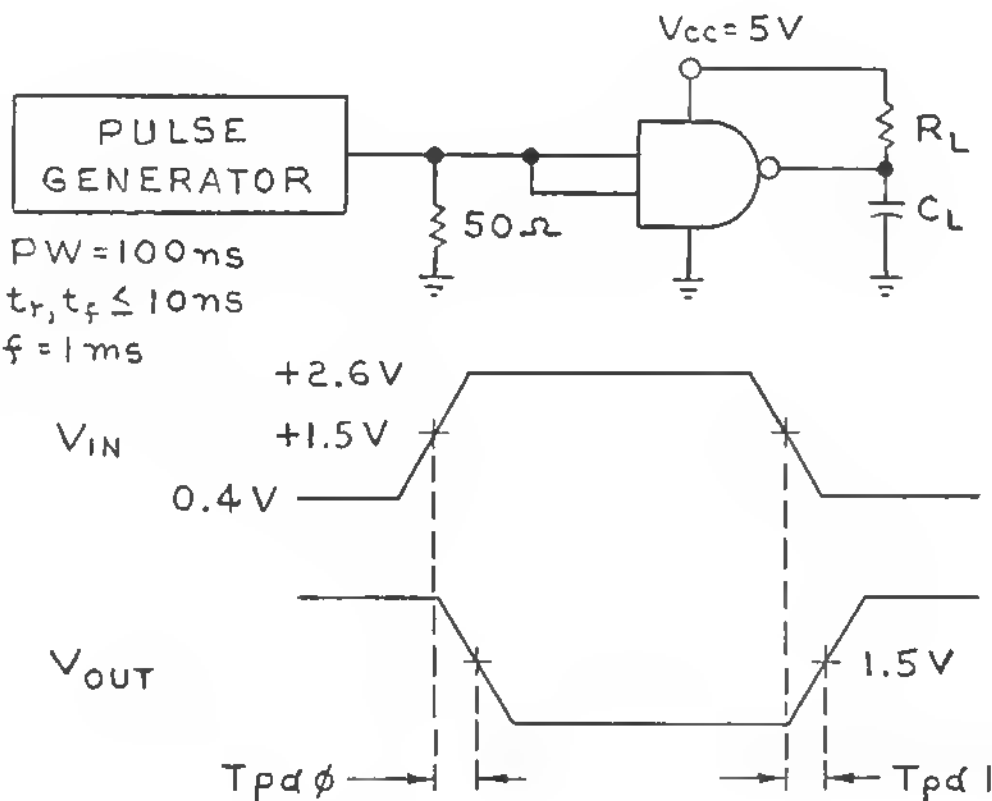 Vcc=5V
PULSE
GENERATOR
RL
50Ω
CL
PW=100ns
tr, tf ≤ 10ns
f=1ms
+2.6V
VIN
+1.5V
0.4V
VOUT
1.5V
Tpdϕ
Tpd1